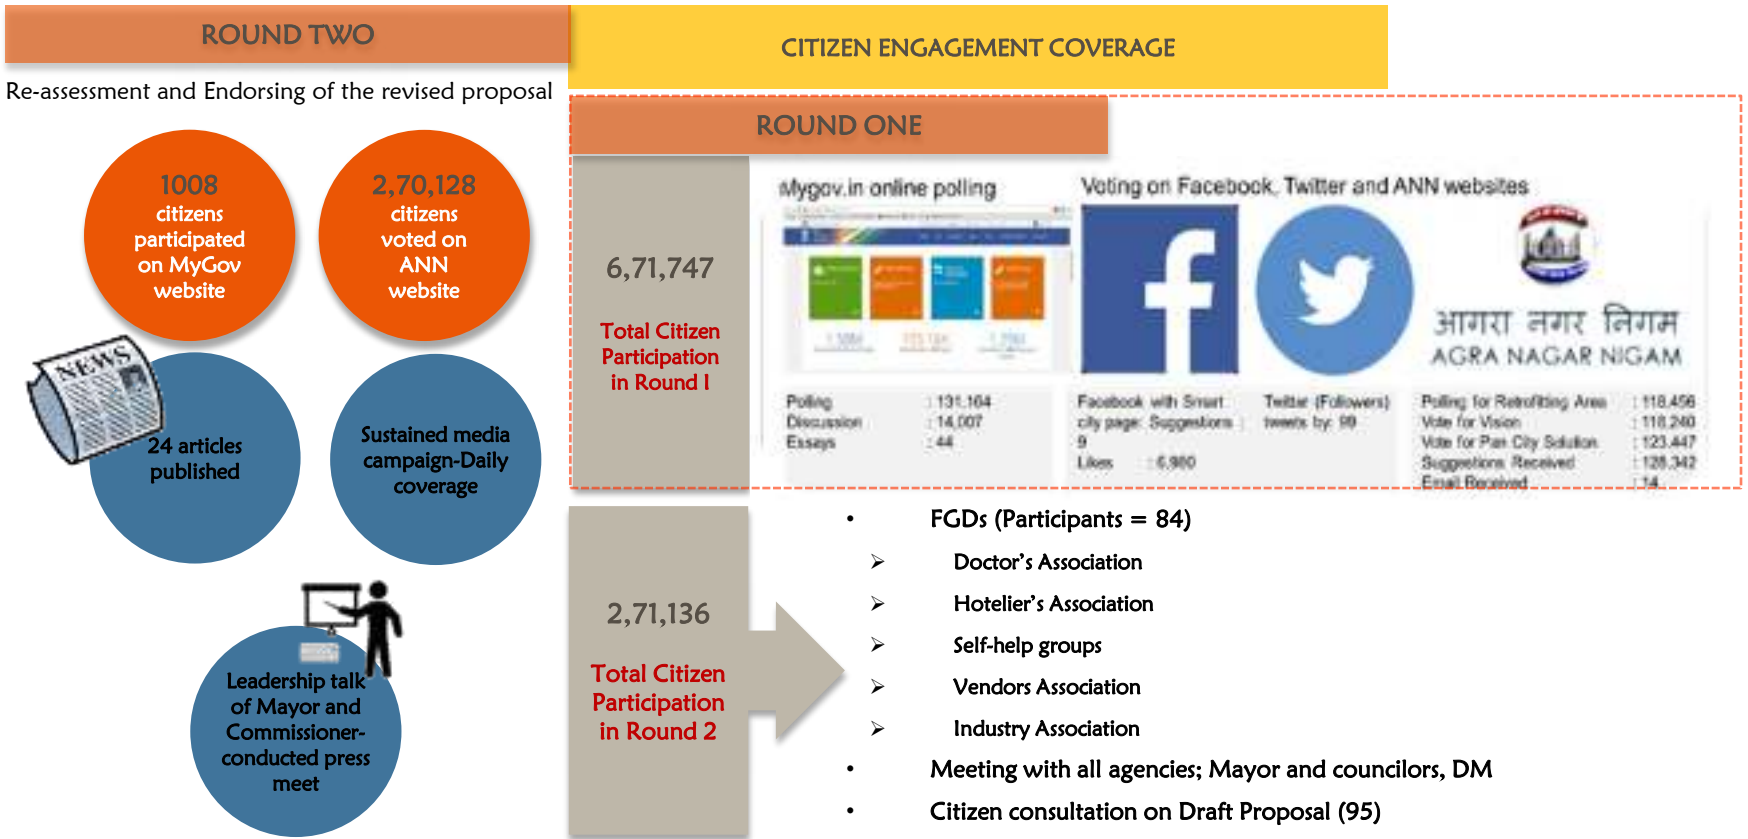 ROUND TWO
Re-assessment and Endorsing of the revised proposal
1008
citizens
participated
on MyGov
website
2,70,128
citizens
voted on
ANN
website
NEWS
24 articles
published
Sustained media
campaign-Daily
coverage
Leadership talk
of Mayor and
Commissioner-
conducted press
meet
CITIZEN ENGAGEMENT COVERAGE
ROUND ONE
6,71,747
Total Citizen
Participation
in Round 1
Mygov.in online polling
Polling : 131,164
Discussion : 14,007
Essays : 44
Voting on Facebook, Twitter and ANN websites
Facebook with Smart
city page: Suggestions :
9
Likes : 6,980
Twitter (Followers)
tweets by: 99
आगरा नगर निगम
AGRA NAGAR NIGAM
Polling for Retrofitting Area : 118,456
Vote for Vision : 118,240
Vote for Pan City Solution : 123,447
Suggestions Received : 128,342
Email Received : 14
2,71,136
Total Citizen
Participation
in Round 2
• FGDs (Participants = 84)
➢ Doctor’s Association
➢ Hotelier’s Association
➢ Self-help groups
➢ Vendors Association
➢ Industry Association
• Meeting with all agencies; Mayor and councilors, DM
• Citizen consultation on Draft Proposal (95)